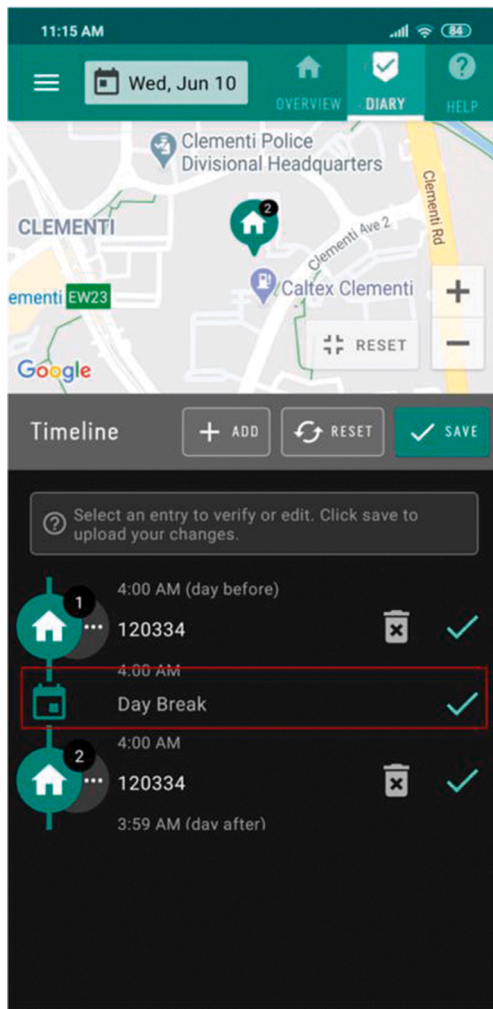 11:15 AM
84
Wed, Jun 10
OVERVIEW
DIARY
HELP
Clementi Police
Divisional Headquarters
2
CLEMENTI
Clementi Ave 2
Clementi Rd
ementi EW23
Caltex Clementi
+
RESET
−
Google
Timeline
+ ADD
RESET
SAVE
Select an entry to verify or edit. Click save to
upload your changes.
4:00 AM (day before)
1
120334
4:00 AM
Day Break
4:00 AM
2
120334
3:59 AM (day after)